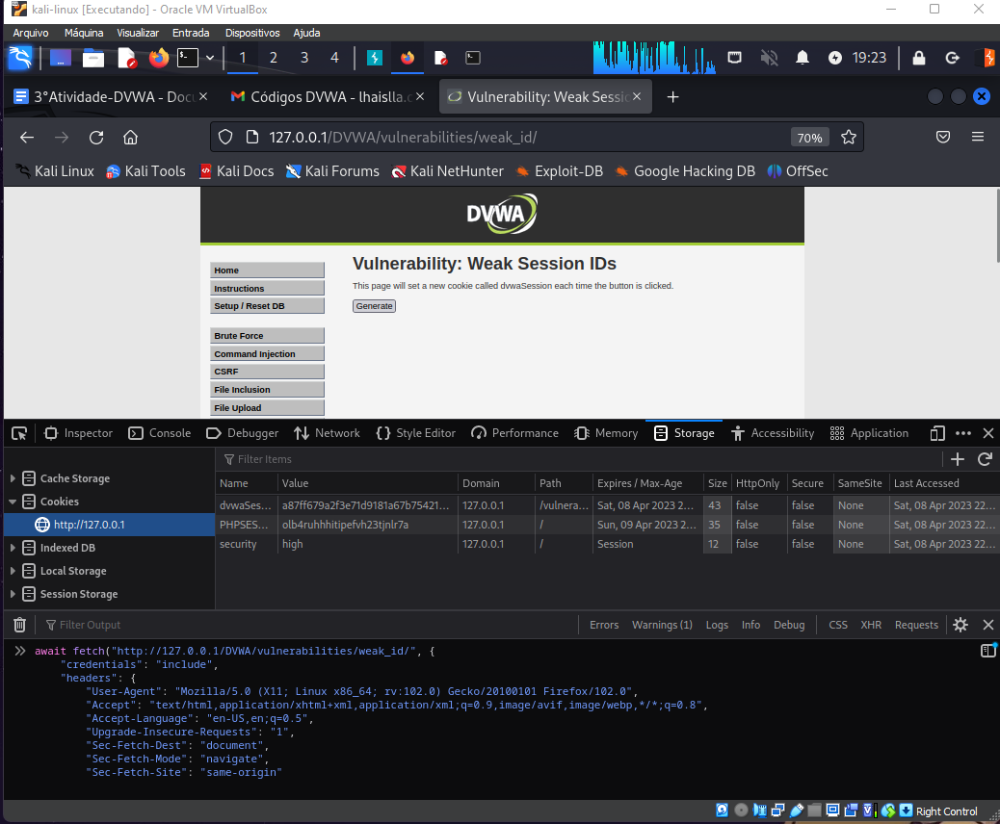 kali-linux [Executando] - Oracle VM VirtualBox
Arquivo Máquina Visualizar Entrada Dispositivos Ajuda
1 2 3 4 19:23
3°Atividade-DVWA - Docu Códigos DVWA - lhaislla.c Vulnerability: Weak Sessio
127.0.0.1/DVWA/vulnerabilities/weak_id/ 70%
Kali Linux Kali Tools Kali Docs Kali Forums Kali NetHunter Exploit-DB Google Hacking DB OffSec
DVWA
Vulnerability: Weak Session IDs
This page will set a new cookie called dvwaSession each time the button is clicked.
Generate
Home
Instructions
Setup / Reset DB
Brute Force
Command Injection
CSRF
File Inclusion
File Upload
Inspector Console Debugger Network Style Editor Performance Memory Storage Accessibility Application
Filter Items
Cache Storage
Cookies
http://127.0.0.1
Indexed DB
Local Storage
Session Storage
Name Value Domain Path Expires / Max-Age Size HttpOnly Secure SameSite Last Accessed
dvwaSes... a87ff679a2f3e71d9181a67b75421... 127.0.0.1 /vulnera... Sat, 08 Apr 2023 2... 43 false false None Sat, 08 Apr 2023 22...
PHPSES... olb4ruhhhitipefvh23tjnlr7a 127.0.0.1 / Sun, 09 Apr 2023 2... 35 false false None Sat, 08 Apr 2023 22...
security high 127.0.0.1 / Session 12 false false None Sat, 08 Apr 2023 22...
Filter Output Errors Warnings (1) Logs Info Debug CSS XHR Requests
await fetch("http://127.0.0.1/DVWA/vulnerabilities/weak_id/", {
"credentials": "include",
"headers": {
"User-Agent": "Mozilla/5.0 (X11; Linux x86_64; rv:102.0) Gecko/20100101 Firefox/102.0",
"Accept": "text/html,application/xhtml+xml,application/xml;q=0.9,image/avif,image/webp,*/*;q=0.8",
"Accept-Language": "en-US,en;q=0.5",
"Upgrade-Insecure-Requests": "1",
"Sec-Fetch-Dest": "document",
"Sec-Fetch-Mode": "navigate",
"Sec-Fetch-Site": "same-origin"
Right Control